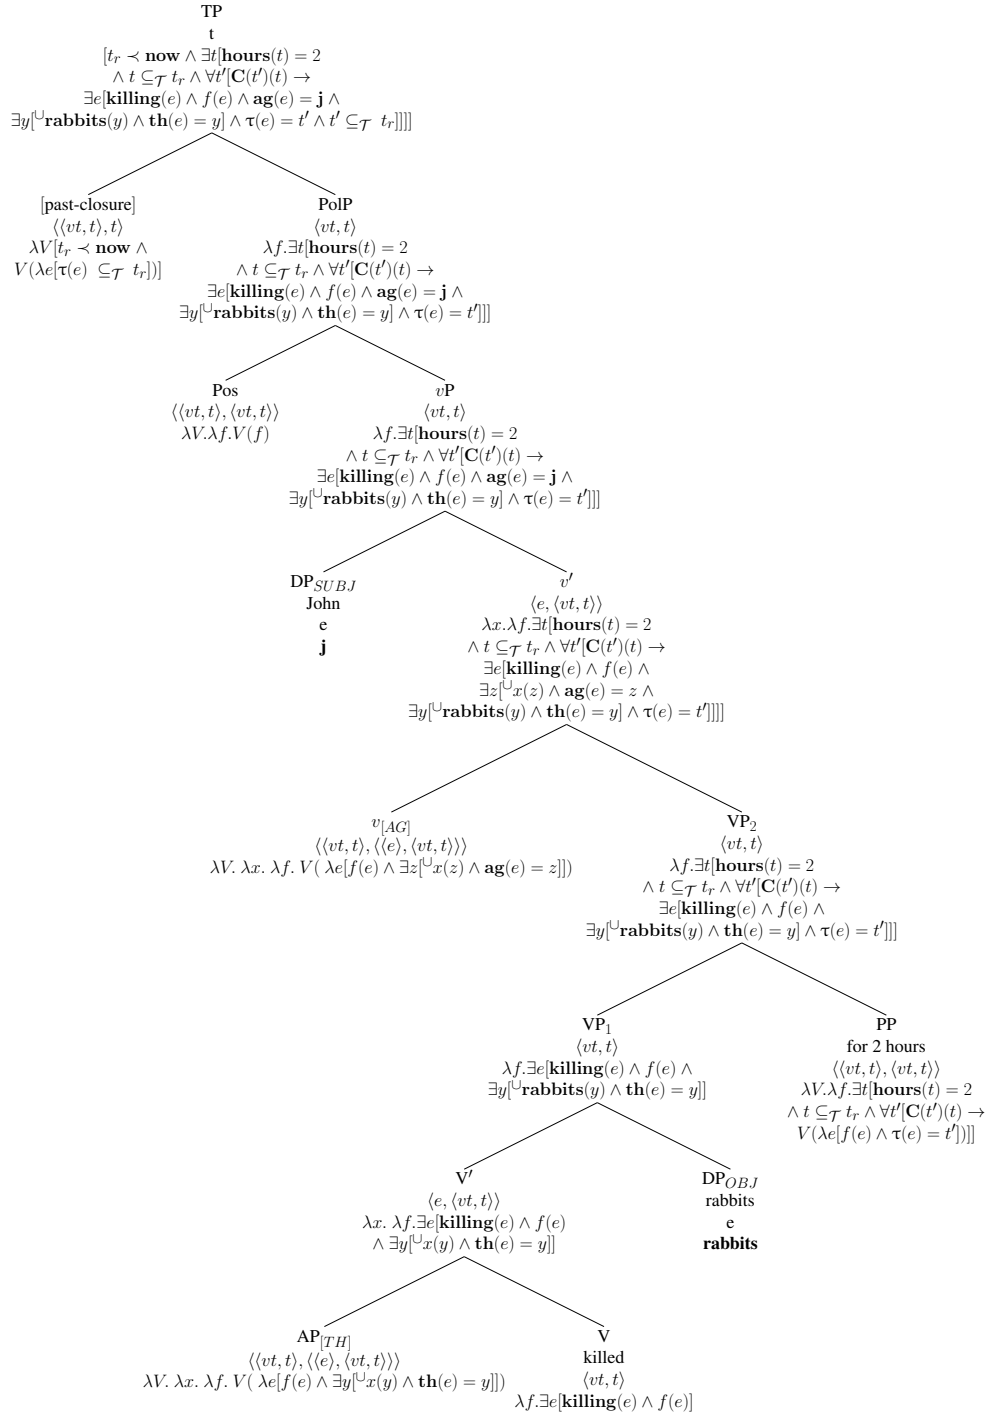 TP
t
[t_r ≺ now ∧ ∃t[hours(t) = 2
∧ t ⊆_𝒯 t_r ∧ ∀t′[C(t′)(t) →
∃e[killing(e) ∧ f(e) ∧ ag(e) = j ∧
∃y[∪rabbits(y) ∧ th(e) = y] ∧ τ(e) = t′ ∧ t′ ⊆_𝒯 t_r]]]]
[past-closure]
⟨⟨vt, t⟩, t⟩
λV[t_r ≺ now ∧
V(λe[τ(e) ⊆_𝒯 t_r])]
PolP
⟨vt, t⟩
λf.∃t[hours(t) = 2
∧ t ⊆_𝒯 t_r ∧ ∀t′[C(t′)(t) →
∃e[killing(e) ∧ f(e) ∧ ag(e) = j ∧
∃y[∪rabbits(y) ∧ th(e) = y] ∧ τ(e) = t′]]]
Pos
⟨⟨vt, t⟩, ⟨vt, t⟩⟩
λV.λf.V(f)
vP
⟨vt, t⟩
λf.∃t[hours(t) = 2
∧ t ⊆_𝒯 t_r ∧ ∀t′[C(t′)(t) →
∃e[killing(e) ∧ f(e) ∧ ag(e) = j ∧
∃y[∪rabbits(y) ∧ th(e) = y] ∧ τ(e) = t′]]]
DP_SUBJ
John
e
j
v′
⟨e, ⟨vt, t⟩⟩
λx.λf.∃t[hours(t) = 2
∧ t ⊆_𝒯 t_r ∧ ∀t′[C(t′)(t) →
∃e[killing(e) ∧ f(e) ∧
∃z[∪x(z) ∧ ag(e) = z ∧
∃y[∪rabbits(y) ∧ th(e) = y] ∧ τ(e) = t′]]]]
v_[AG]
⟨⟨vt, t⟩, ⟨⟨e⟩, ⟨vt, t⟩⟩⟩
λV. λx. λf. V( λe[f(e) ∧ ∃z[∪x(z) ∧ ag(e) = z]])
VP_2
⟨vt, t⟩
λf.∃t[hours(t) = 2
∧ t ⊆_𝒯 t_r ∧ ∀t′[C(t′)(t) →
∃e[killing(e) ∧ f(e) ∧
∃y[∪rabbits(y) ∧ th(e) = y] ∧ τ(e) = t′]]]
VP_1
⟨vt, t⟩
λf.∃e[killing(e) ∧ f(e) ∧
∃y[∪rabbits(y) ∧ th(e) = y]]
PP
for 2 hours
⟨⟨vt, t⟩, ⟨vt, t⟩⟩
λV.λf.∃t[hours(t) = 2
∧ t ⊆_𝒯 t_r ∧ ∀t′[C(t′)(t) →
V(λe[f(e) ∧ τ(e) = t′])]]
V′
⟨e, ⟨vt, t⟩⟩
λx. λf.∃e[killing(e) ∧ f(e)
∧ ∃y[∪x(y) ∧ th(e) = y]]
DP_OBJ
rabbits
e
rabbits
AP_[TH]
⟨⟨vt, t⟩, ⟨⟨e⟩, ⟨vt, t⟩⟩⟩
λV. λx. λf. V( λe[f(e) ∧ ∃y[∪x(y) ∧ th(e) = y]])
V
killed
⟨vt, t⟩
λf.∃e[killing(e) ∧ f(e)]